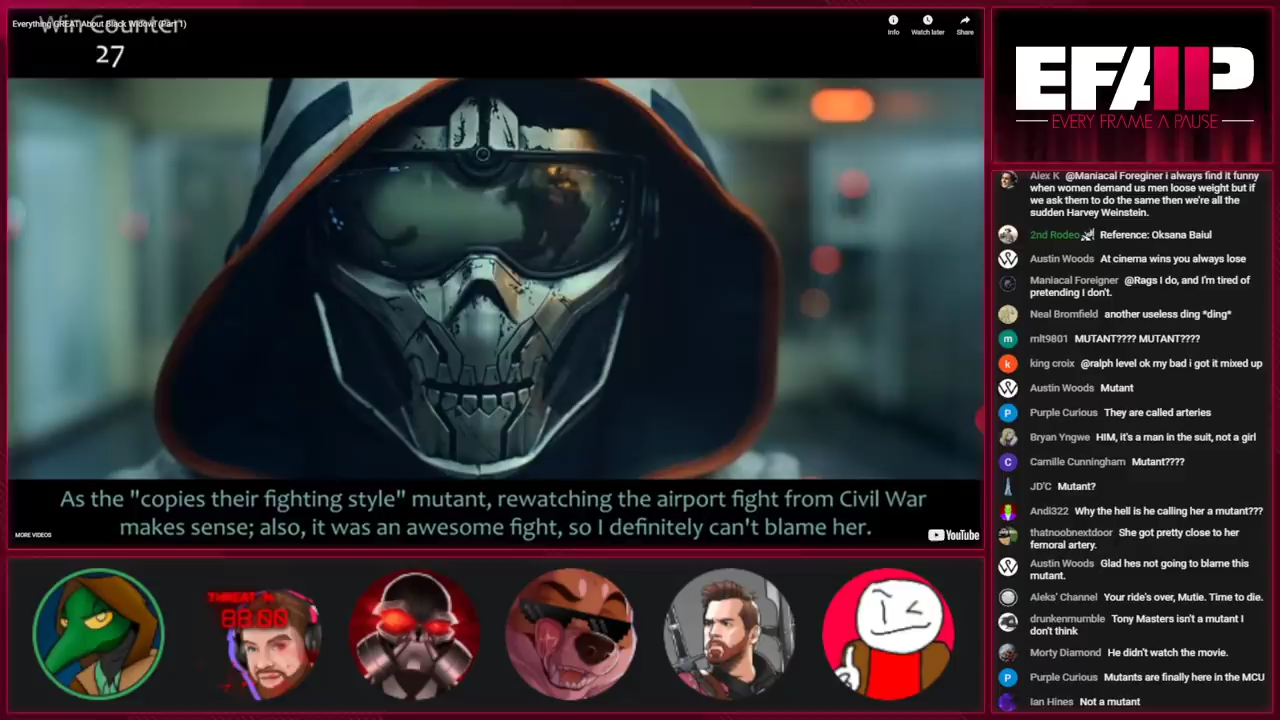 Everything GREAT About Black Widow! (Part 1)
Win Counter
27
Info
Watch later
Share
As the "copies their fighting style" mutant, rewatching the airport fight from Civil War
makes sense; also, it was an awesome fight, so I definitely can't blame her.
MORE VIDEOS
YouTube
THREAT
88.00
EFAP
EVERY FRAME A PAUSE
Alex K @Maniacal Foreginer i always find it funny
when women demand us men loose weight but if
we ask them to do the same then we're all the
sudden Harvey Weinstein.
2nd Rodeo Reference: Oksana Baiul
Austin Woods At cinema wins you always lose
Maniacal Foreigner @Rags I do, and I'm tired of
pretending I don't.
Neal Bromfield another useless ding *ding*
mlt9801 MUTANT???? MUTANT????
king croix @ralph level ok my bad i got it mixed up
Austin Woods Mutant
Purple Curious They are called arteries
Bryan Yngwe HIM, it's a man in the suit, not a girl
Camille Cunningham Mutant????
JD'C Mutant?
Andi322 Why the hell is he calling her a mutant???
thatnoobnextdoor She got pretty close to her
femoral artery.
Austin Woods Glad hes not going to blame this
mutant.
Aleks' Channel Your ride's over, Mutie. Time to die.
drunkenmumble Tony Masters isn't a mutant I
don't think
Morty Diamond He didn't watch the movie.
Purple Curious Mutants are finally here in the MCU
Ian Hines Not a mutant